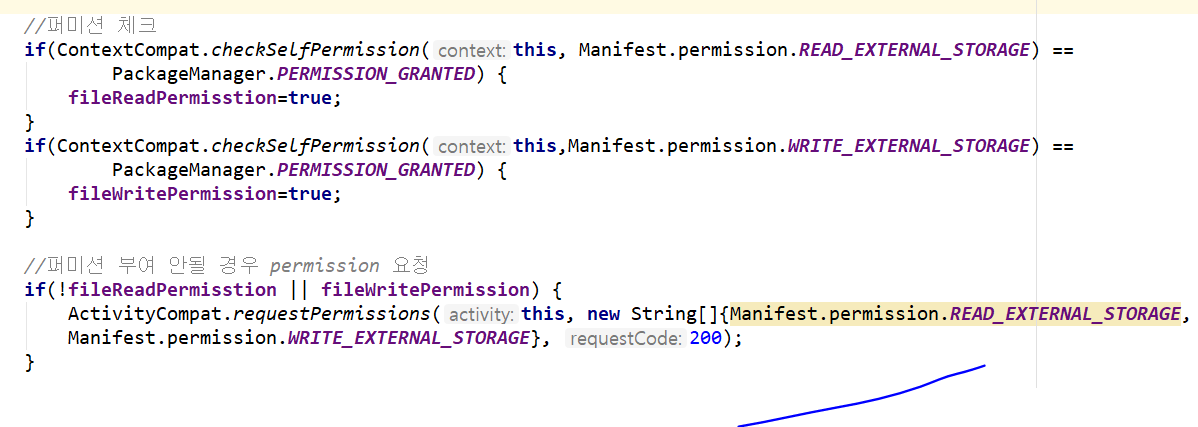 //퍼미션 체크
if(ContextCompat.checkSelfPermission( context: this, Manifest.permission.READ_EXTERNAL_STORAGE) ==
PackageManager.PERMISSION_GRANTED) {
fileReadPermisstion=true;
}
if(ContextCompat.checkSelfPermission( context: this,Manifest.permission.WRITE_EXTERNAL_STORAGE) ==
PackageManager.PERMISSION_GRANTED) {
fileWritePermission=true;
}
//퍼미션 부여 안될 경우 permission 요청
if(!fileReadPermisstion || fileWritePermission) {
ActivityCompat.requestPermissions( activity: this, new String[]{Manifest.permission.READ_EXTERNAL_STORAGE,
Manifest.permission.WRITE_EXTERNAL_STORAGE}, requestCode: 200);
}